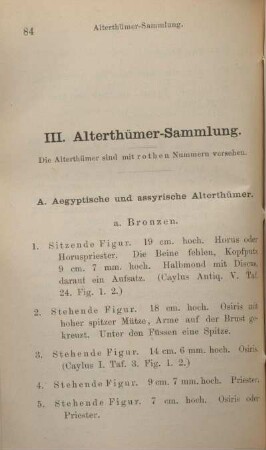 84
Alterthümer-Sammlung.
III. Alterthümer-Sammlung.
Die Alterthümer sind mit rothen Nummern versehen.
A. Aegyptische und assyrische Alterthümer.
a. Bronzen.
1. Sitzende Figur. 19 cm. hoch. Horus oder
Horuspriester. Die Beine fehlen, Kopfputz
9 cm. 7 mm. hoch. Halbmond mit Discus,
darauf ein Aufsatz. (Caylus Antiq. V. Taf.
24. Fig. 1. 2.)
2. Stehende Figur. 18 cm. hoch. Osiris mit
hoher spitzer Mütze, Arme auf der Brust ge-
kreuzt. Unter den Füssen eine Spitze.
3. Stehende Figur. 14 cm. 6 mm. hoch. Osiris.
(Caylus I. Taf. 3. Fig. 1. 2.)
4. Stehende Figur. 9 cm. 7 mm. hoch. Priester.
5. Stehende Figur. 7 cm. hoch. Osiris oder
Priester.